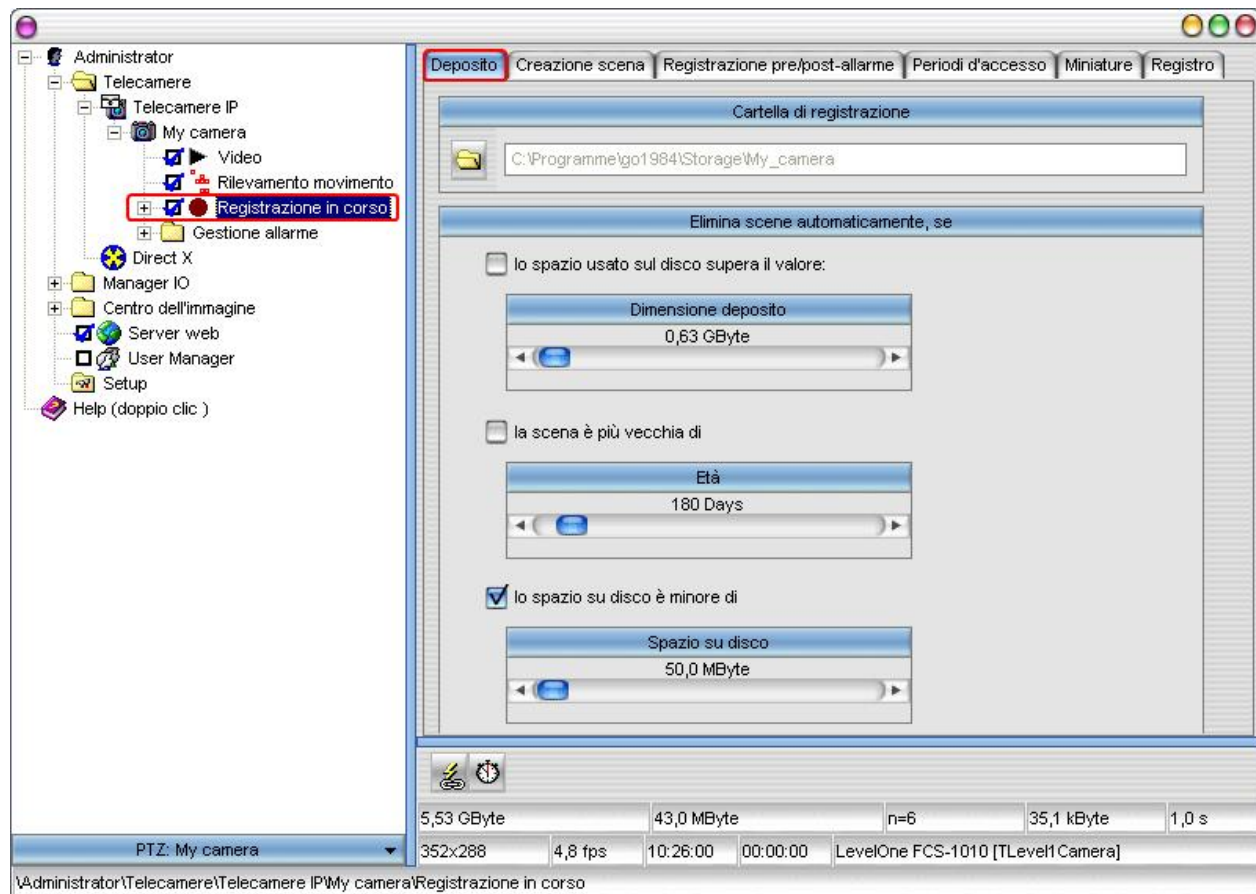 Administrator
Telecamere
Telecamere IP
My camera
Video
Rilevamento movimento
Registrazione in corso
Gestione allarme
Direct X
Manager IO
Centro dell'immagine
Server web
User Manager
Setup
Help (doppio clic )
PTZ: My camera
Deposito Creazione scena Registrazione pre/post-allarme Periodi d'accesso Miniature Registro
Cartella di registrazione
C:\Programme\go1984\Storage\My_camera
Elimina scene automaticamente, se
lo spazio usato sul disco supera il valore:
Dimensione deposito
0,63 GByte
la scena è più vecchia di
Età
180 Days
lo spazio su disco è minore di
Spazio su disco
50,0 MByte
5,53 GByte 43,0 MByte n=6 35,1 kByte 1,0 s
352x288 4,8 fps 10:26:00 00:00:00 LevelOne FCS-1010 [TLevel1Camera]
\Administrator\Telecamere\Telecamere IP\My camera\Registrazione in corso